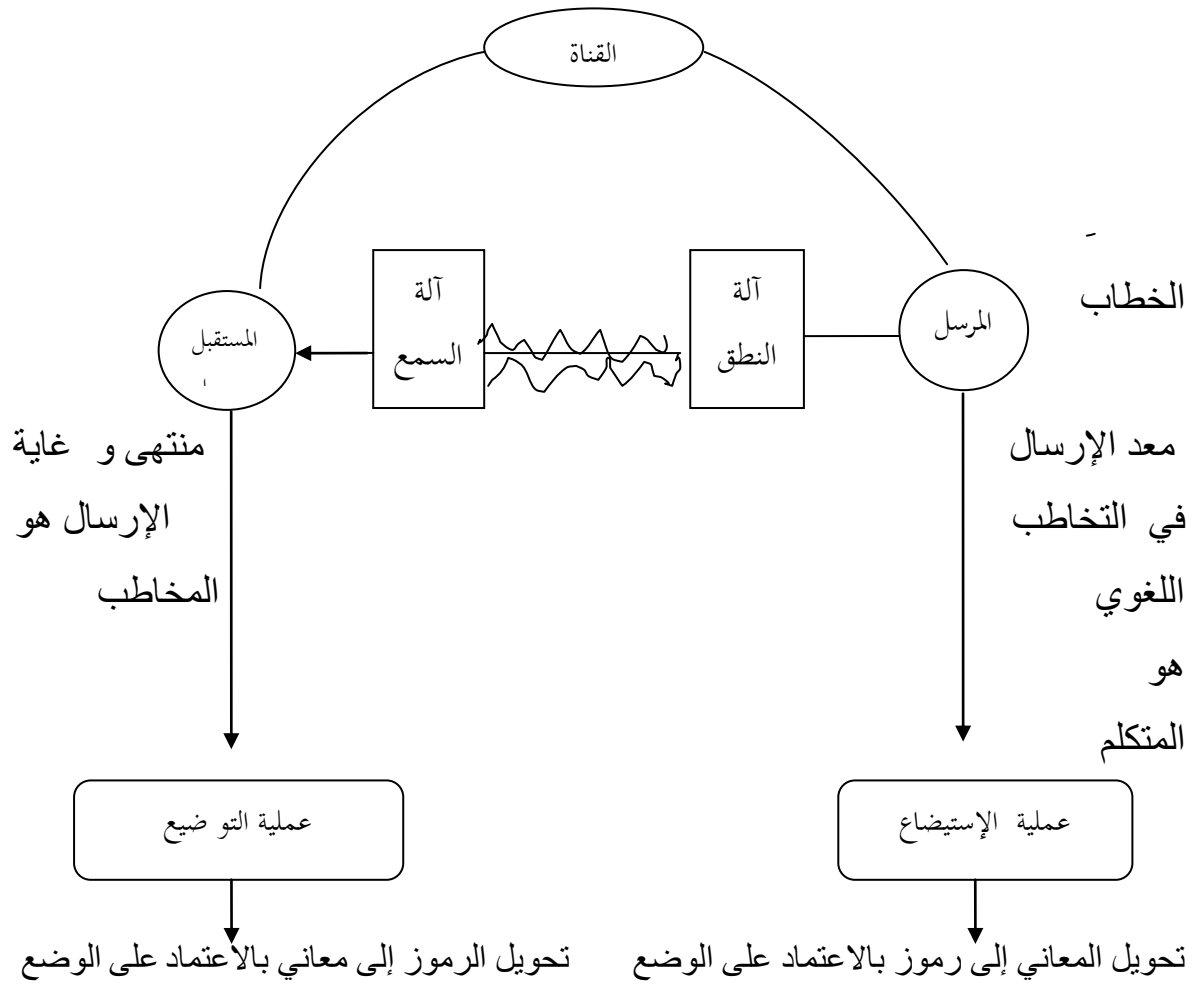 القناة
الخطاب
المرسل
آلة
النطق
آلة
السمع
المستقبل
معد الإرسال
في التخاطب
اللغوي
هو
المتكلم
منتهى و غاية
الإرسال هو
المخاطب
عملية الإستيضاع
عملية التو ضيع
تحويل المعاني إلى رموز بالاعتماد على الوضع
تحويل الرموز إلى معاني بالاعتماد على الوضع